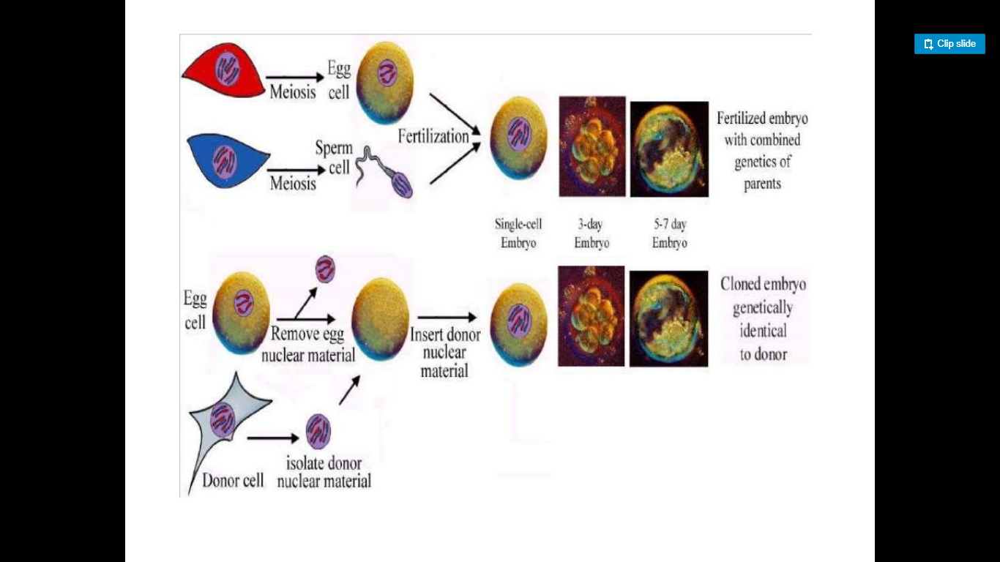 Clip slide
Egg
cell
Meiosis
Sperm
cell
Meiosis
Fertilization
Fertilized embryo
with combined
genetics of
parents
Single-cell
Embryo
3-day
Embryo
5-7 day
Embryo
Egg
cell
Remove egg
nuclear material
Insert donor
nuclear
material
Cloned embryo
genetically
identical
to donor
Donor cell
isolate donor
nuclear material